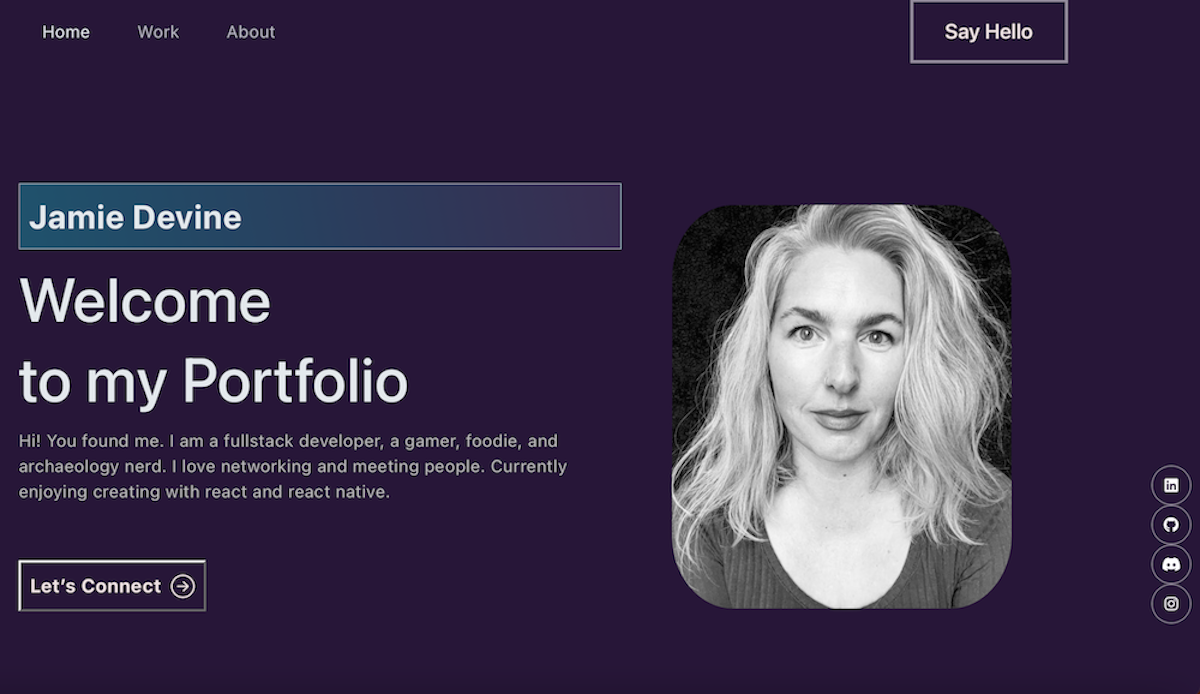 Home Work About Say Hello
Jamie Devine
Welcome
to my Portfolio
Hi! You found me. I am a fullstack developer, a gamer, foodie, and
archaeology nerd. I love networking and meeting people. Currently
enjoying creating with react and react native.
Let’s Connect
in